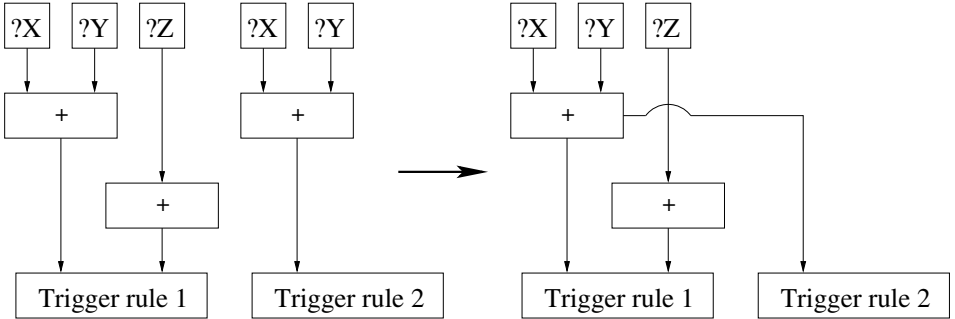 ?X ?Y ?Z ?X ?Y ?X ?Y ?Z
+ + +
+ +
Trigger rule 1 Trigger rule 2 Trigger rule 1 Trigger rule 2